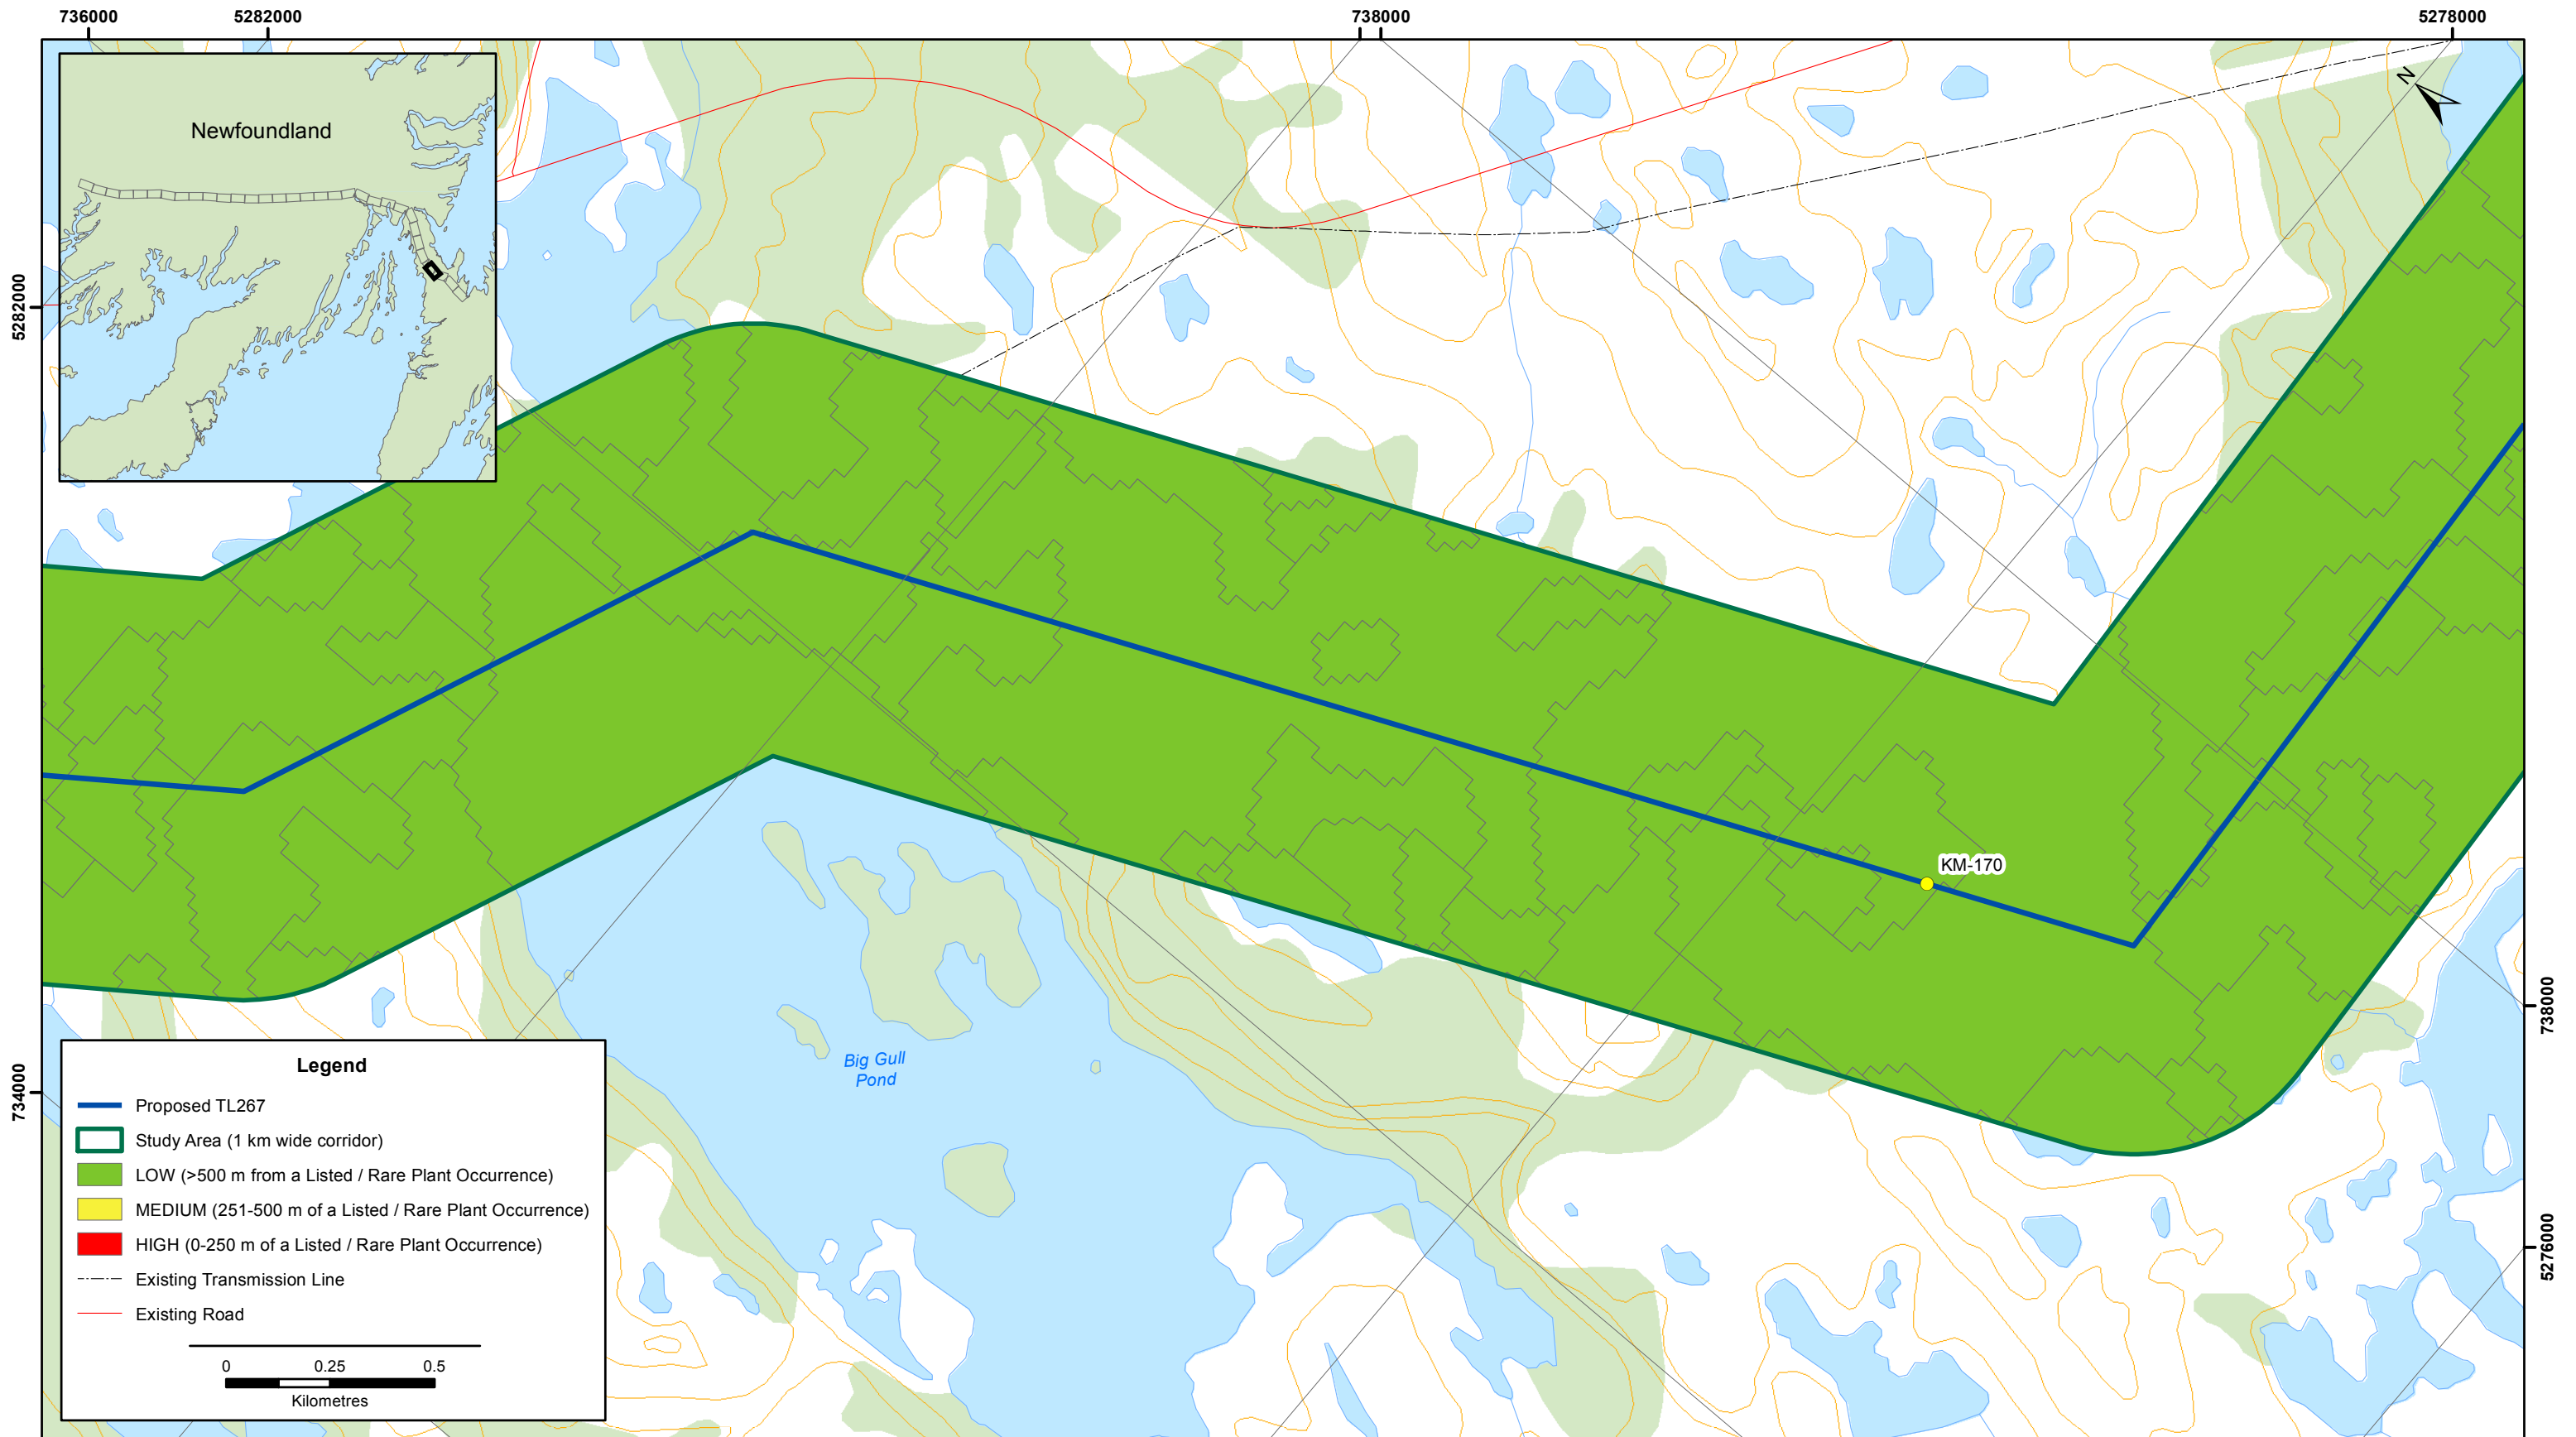 736000
5282000
738000
5278000
N
Newfoundland
5282000
KM-170
738000
Big Gull
Pond
734000
5276000
Legend
Proposed TL267
Study Area (1 km wide corridor)
LOW (>500 m from a Listed / Rare Plant Occurrence)
MEDIUM (251-500 m of a Listed / Rare Plant Occurrence)
HIGH (0-250 m of a Listed / Rare Plant Occurrence)
Existing Transmission Line
Existing Road
0 0.25 0.5
Kilometres